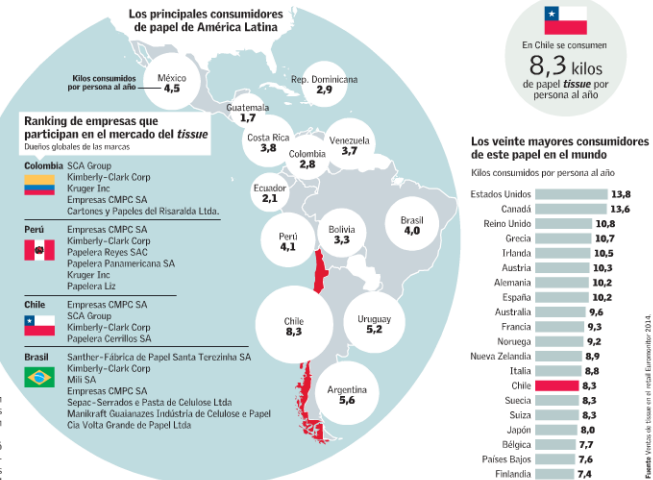 Los principales consumidores
de papel de América Latina
Kilos consumidos
por persona al año
México
4,5
Rep. Dominicana
2,9
Guatemala
1,7
Costa Rica
3,8
Colombia
2,8
Venezuela
3,7
Ecuador
2,1
Perú
4,1
Bolivia
3,3
Brasil
4,0
Chile
8,3
Uruguay
5,2
Argentina
5,6
Ranking de empresas que
participan en el mercado del tissue
Dueños globales de las marcas
Colombia SCA Group
Kimberly-Clark Corp
Kruger Inc
Empresas CMPC SA
Cartones y Papeles del Risaralda Ltda.
Perú Empresas CMPC SA
Kimberly-Clark Corp
Papelera Reyes SAC
Papelera Panamericana SA
Kruger Inc
Papelera Liz
Chile Empresas CMPC SA
SCA Group
Kimberly-Clark Corp
Papelera Cerrillos SA
Brasil Santher-Fábrica de Papel Santa Terezinha SA
Kimberly-Clark Corp
Mili SA
Empresas CMPC SA
Sepac-Serrados e Pasta de Celulose Ltda
Manikraft Guaianazes Indústria de Celulose e Papel
Cia Volta Grande de Papel Ltda
En Chile se consumen
8,3 kilos
de papel tissue por
persona al año
Los veinte mayores consumidores
de este papel en el mundo
Kilos consumidos por persona al año
Estados Unidos 13,8
Canadá 13,6
Reino Unido 10,8
Grecia 10,7
Irlanda 10,5
Austria 10,3
Alemania 10,2
España 10,2
Australia 9,6
Francia 9,3
Noruega 9,2
Nueva Zelandia 8,9
Italia 8,8
Chile 8,3
Suecia 8,3
Suiza 8,3
Japón 8,0
Bélgica 7,7
Países Bajos 7,6
Finlandia 7,4
Fuente Ventas de tissue en el retail Euromonitor 2014.